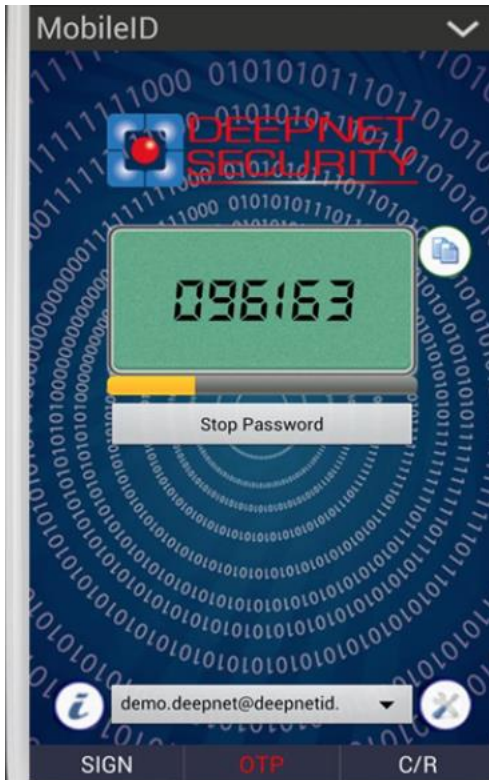 MobileID
DEEPNET
SECURITY
096163
Stop Password
demo.deepnet@deepnetid.
SIGN OTP C/R